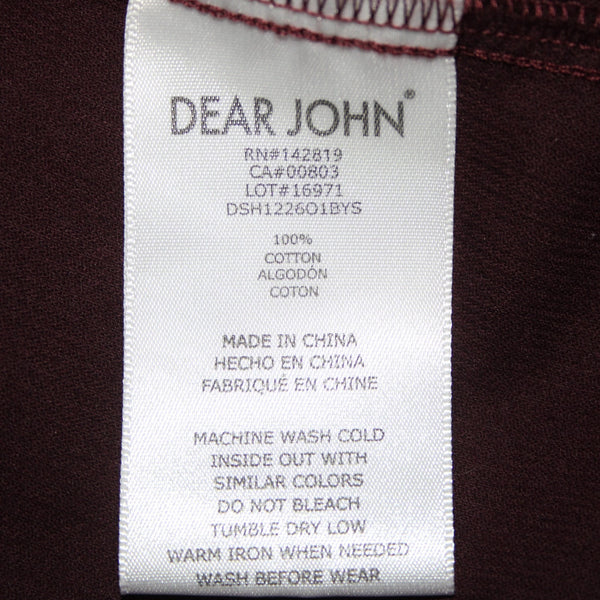 DEAR JOHN®
RN#142819
CA#00803
LOT#16971
DSH1226O1BYS
100%
COTTON
ALGODÓN
COTON
MADE IN CHINA
HECHO EN CHINA
FABRIQUÉ EN CHINE
MACHINE WASH COLD
INSIDE OUT WITH
SIMILAR COLORS
DO NOT BLEACH
TUMBLE DRY LOW
WARM IRON WHEN NEEDED
WASH BEFORE WEAR